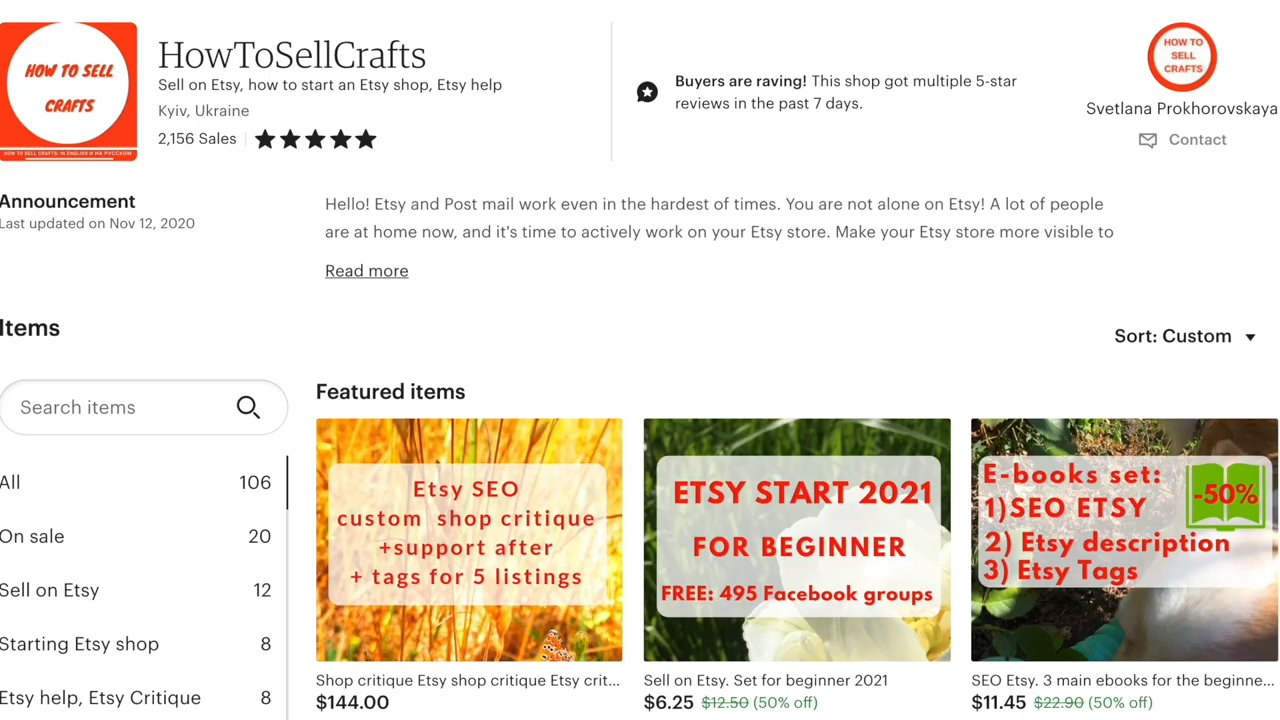 HOW TO SELL
CRAFTS
HOW TO SELL CRAFTS: IN ENGLISH И НА РУССКОМ
HowToSellCrafts
Sell on Etsy, how to start an Etsy shop, Etsy help
Kyiv, Ukraine
2,156 Sales
Buyers are raving! This shop got multiple 5-star
reviews in the past 7 days.
HOW TO
SELL
CRAFTS
Svetlana Prokhorovskaya
Contact
Announcement
Last updated on Nov 12, 2020
Hello! Etsy and Post mail work even in the hardest of times. You are not alone on Etsy! A lot of people
are at home now, and it's time to actively work on your Etsy store. Make your Etsy store more visible to
Read more
Items
Sort: Custom
Search items
All 106
On sale 20
Sell on Etsy 12
Starting Etsy shop 8
Etsy help, Etsy Critique 8
Featured items
Etsy SEO
custom shop critique
+support after
+ tags for 5 listings
Shop critique Etsy shop critique Etsy crit...
$144.00
ETSY START 2021
FOR BEGINNER
FREE: 495 Facebook groups
Sell on Etsy. Set for beginner 2021
$6.25 $12.50 (50% off)
E-books set:
1)SEO ETSY
2) Etsy description
3) Etsy Tags
-50%
SEO Etsy. 3 main ebooks for the beginne...
$11.45 $22.90 (50% off)